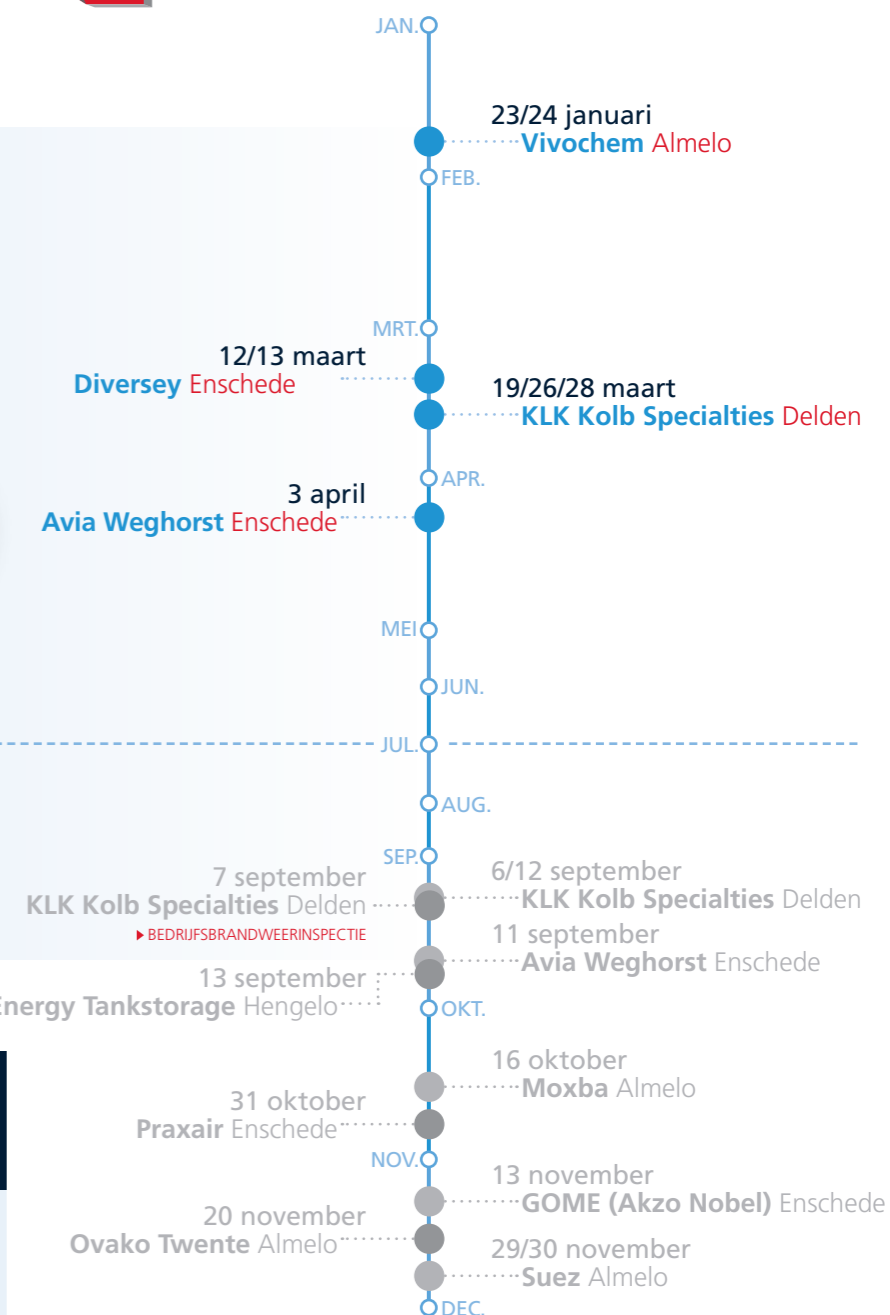 JAN.
23/24 januari
Vivochem Almelo
FEB.
MRT.
12/13 maart
Diversey Enschede
19/26/28 maart
KLK Kolb Specialties Delden
APR.
3 april
Avia Weghorst Enschede
MEI
JUN.
JUL.
AUG.
SEP.
7 september
KLK Kolb Specialties Delden
▸ BEDRIJFSBRANDWEERINSPECTIE
6/12 september
KLK Kolb Specialties Delden
11 september
Avia Weghorst Enschede
13 september
Energy Tankstorage Hengelo
OKT.
16 oktober
Moxba Almelo
31 oktober
Praxair Enschede
NOV.
13 november
GOME (Akzo Nobel) Enschede
20 november
Ovako Twente Almelo
29/30 november
Suez Almelo
DEC.